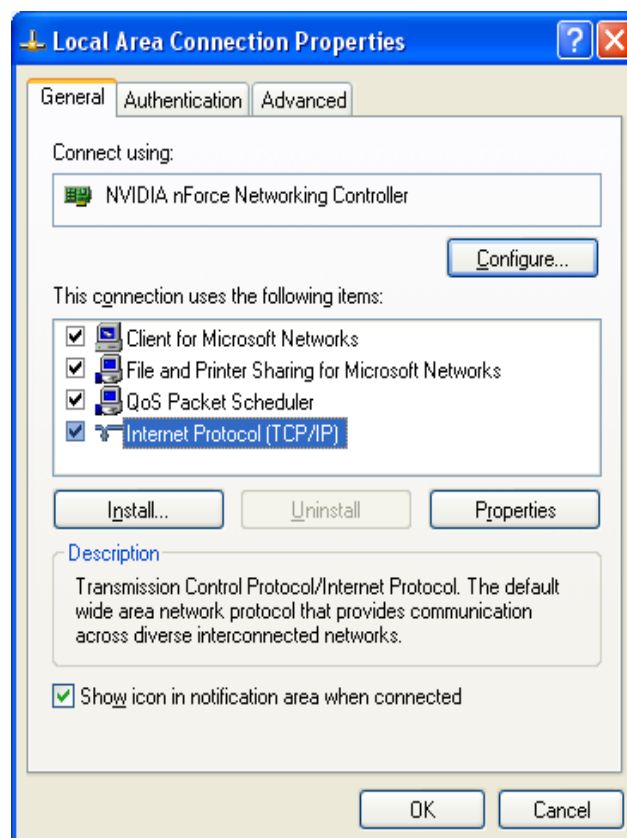 Local Area Connection Properties
General Authentication Advanced
Connect using:
NVIDIA nForce Networking Controller
Configure...
This connection uses the following items:
Client for Microsoft Networks
File and Printer Sharing for Microsoft Networks
QoS Packet Scheduler
Internet Protocol (TCP/IP)
Install... Uninstall Properties
Description
Transmission Control Protocol/Internet Protocol. The default
wide area network protocol that provides communication
across diverse interconnected networks.
Show icon in notification area when connected
OK Cancel